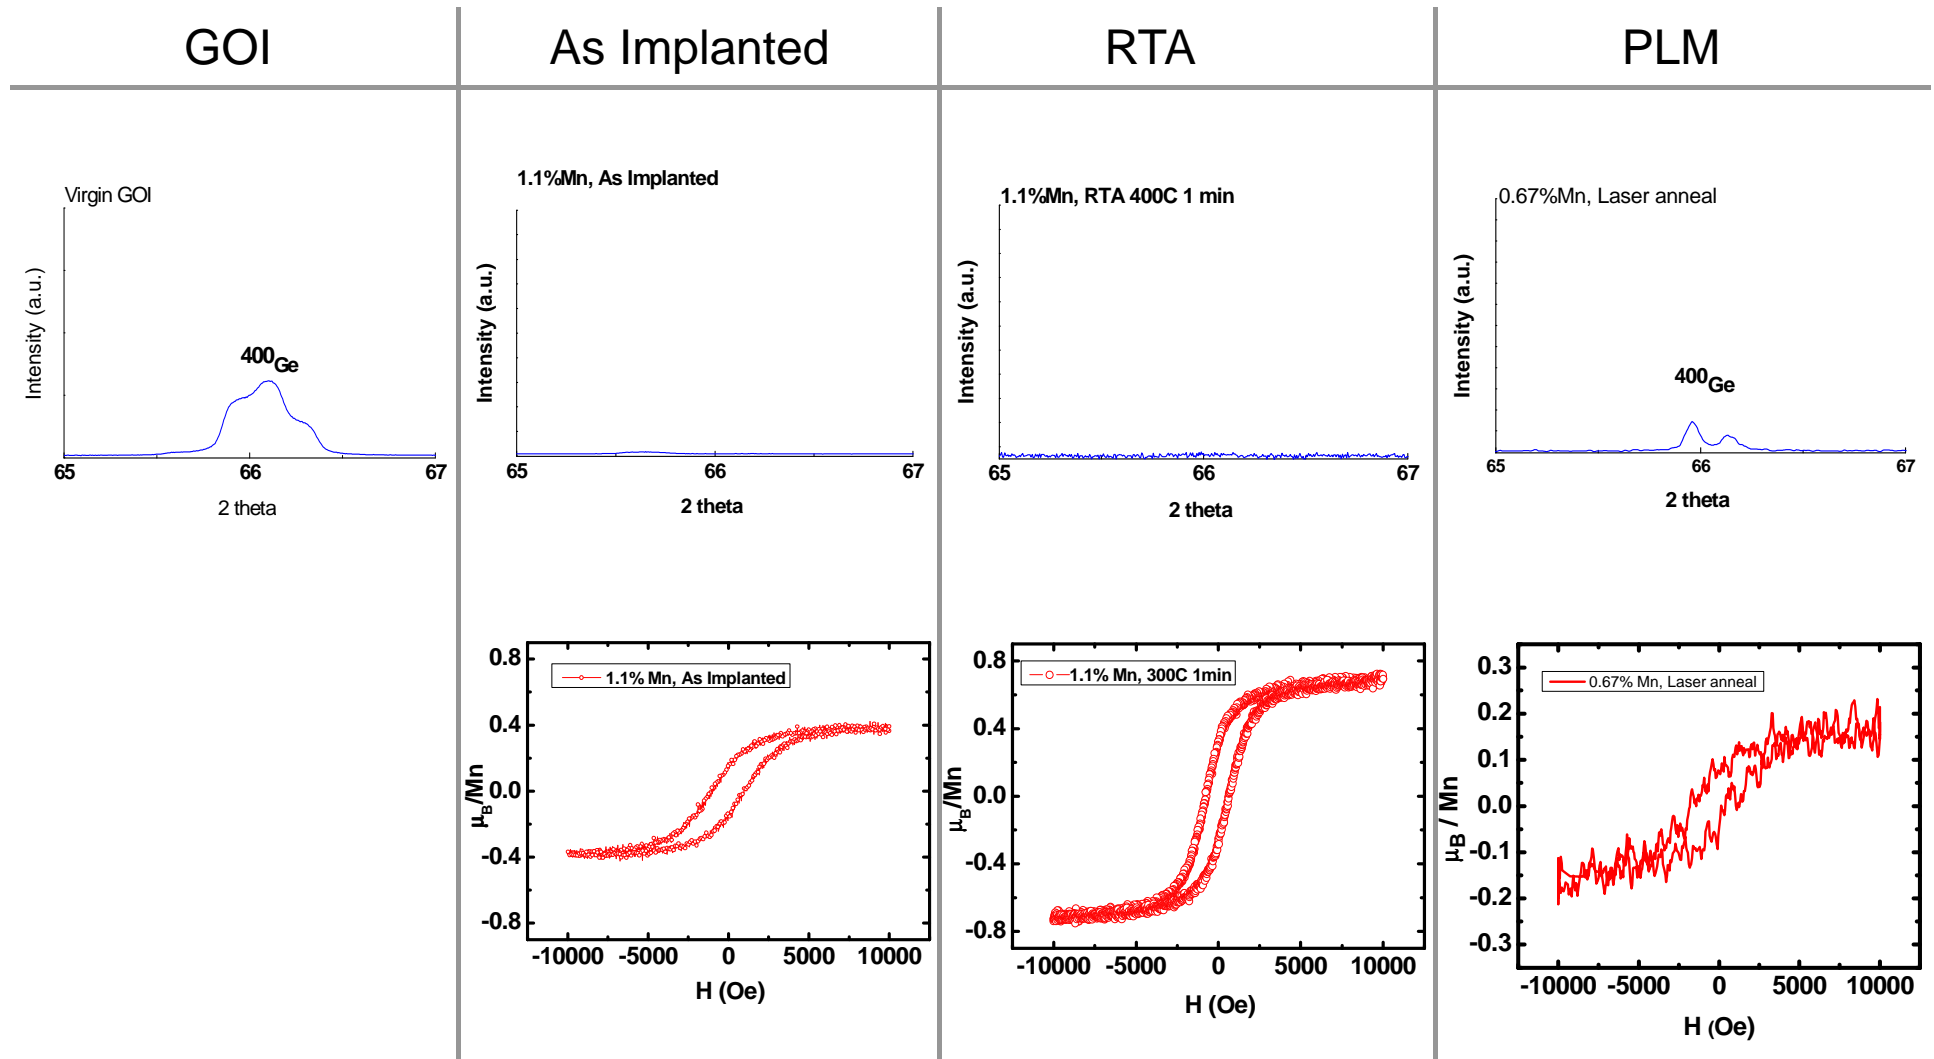 GOI
As Implanted
RTA
PLM
Virgin GOI
Intensity (a.u.)
400Ge
65
66
67
2 theta
1.1%Mn, As Implanted
Intensity (a.u.)
65
66
67
2 theta
1.1%Mn, RTA 400C 1 min
Intensity (a.u.)
65
66
67
2 theta
0.67%Mn, Laser anneal
Intensity (a.u.)
400Ge
65
66
67
2 theta
0.8
0.4
0.0
-0.4
-0.8
μB/Mn
1.1% Mn, As Implanted
-10000 -5000 0 5000 10000
H (Oe)
0.8
0.4
0.0
-0.4
-0.8
μB/Mn
1.1% Mn, 300C 1min
-10000 -5000 0 5000 10000
H (Oe)
0.3
0.2
0.1
0.0
-0.1
-0.2
-0.3
μB / Mn
0.67% Mn, Laser anneal
-10000 -5000 0 5000 10000
H (Oe)